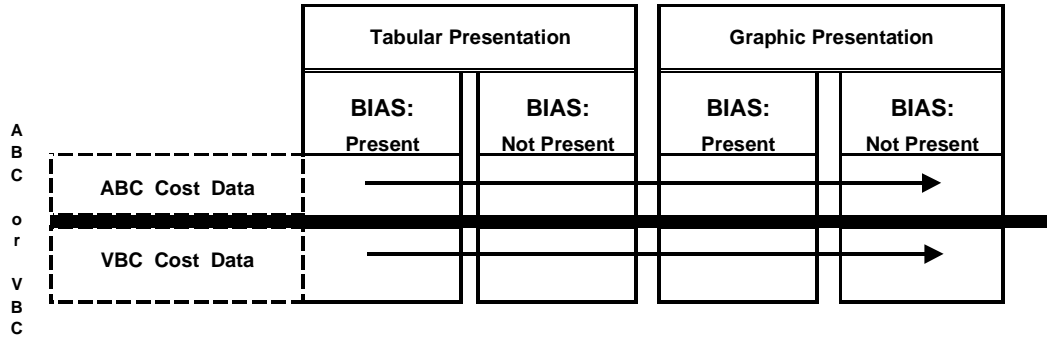 Tabular Presentation
Graphic Presentation
BIAS:
Present
BIAS:
Not Present
BIAS:
Present
BIAS:
Not Present
A
B
C
o
r
V
B
C
ABC Cost Data
VBC Cost Data